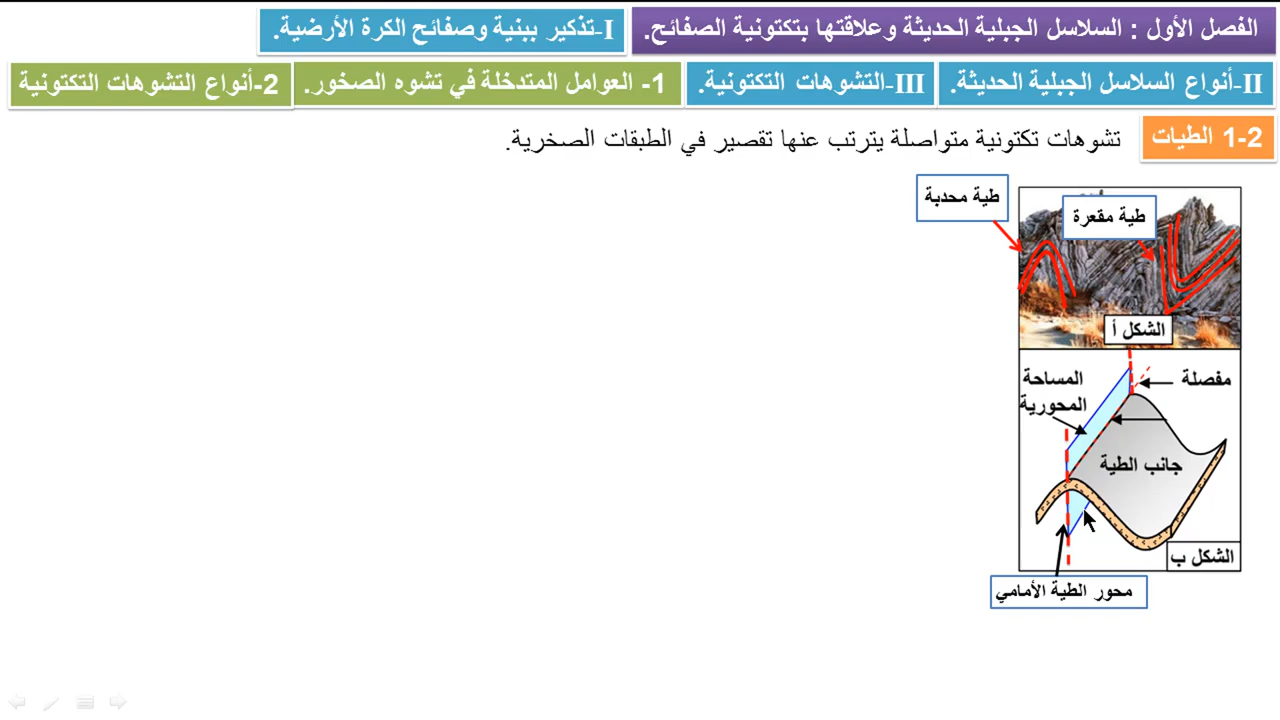 الفصل الأول : السلاسل الجبلية الحديثة وعلاقتها بتكتونية الصفائح.
I-تذكير ببنية وصفائح الكرة الأرضية.
II-أنواع السلاسل الجبلية الحديثة.
III-التشوهات التكتونية.
1- العوامل المتدخلة في تشوه الصخور.
2-أنواع التشوهات التكتونية
1-2 الطيات
تشوهات تكتونية متواصلة يترتب عنها تقصير في الطبقات الصخرية.
طية محدبة
طية مقعرة
الشكل أ
مفصلة
المساحة
المحورية
جانب الطية
الشكل ب
محور الطية الأمامي